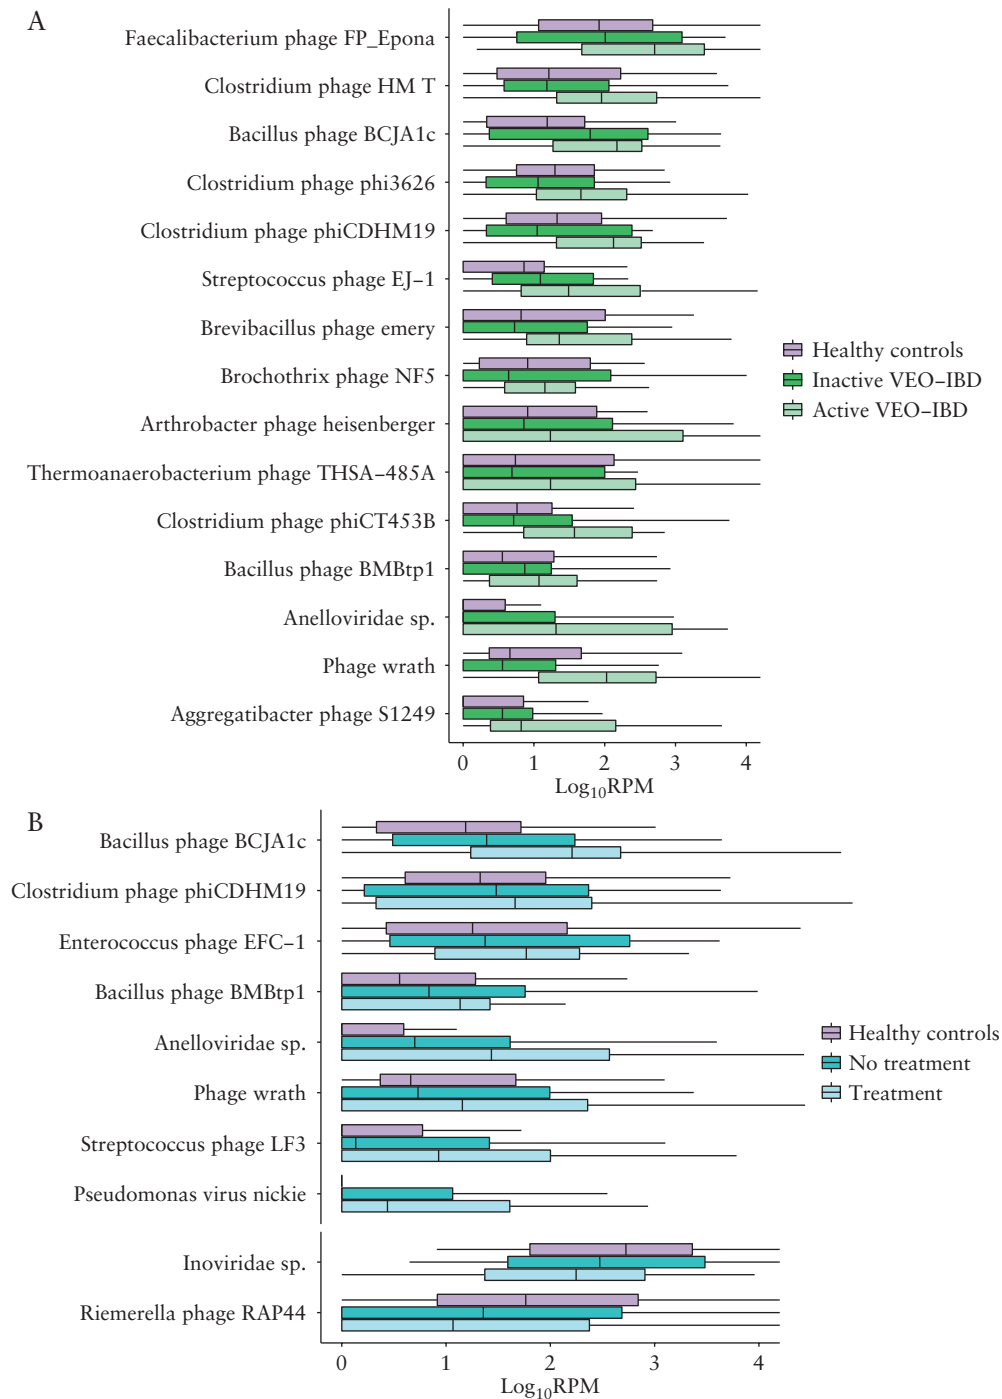 A
Faecalibacterium phage FP_Epona
Clostridium phage HM T
Bacillus phage BCJA1c
Clostridium phage phi3626
Clostridium phage phiCDHM19
Streptococcus phage EJ–1
Brevibacillus phage emery
Brochothrix phage NF5
Arthrobacter phage heisenberger
Thermoanaerobacterium phage THSA–485A
Clostridium phage phiCT453B
Bacillus phage BMBtp1
Anelloviridae sp.
Phage wrath
Aggregatibacter phage S1249
0 1 2 3 4
Log₁₀RPM
Healthy controls
Inactive VEO–IBD
Active VEO–IBD
B
Bacillus phage BCJA1c
Clostridium phage phiCDHM19
Enterococcus phage EFC–1
Bacillus phage BMBtp1
Anelloviridae sp.
Phage wrath
Streptococcus phage LF3
Pseudomonas virus nickie
Inoviridae sp.
Riemerella phage RAP44
0 1 2 3 4
Log₁₀RPM
Healthy controls
No treatment
Treatment